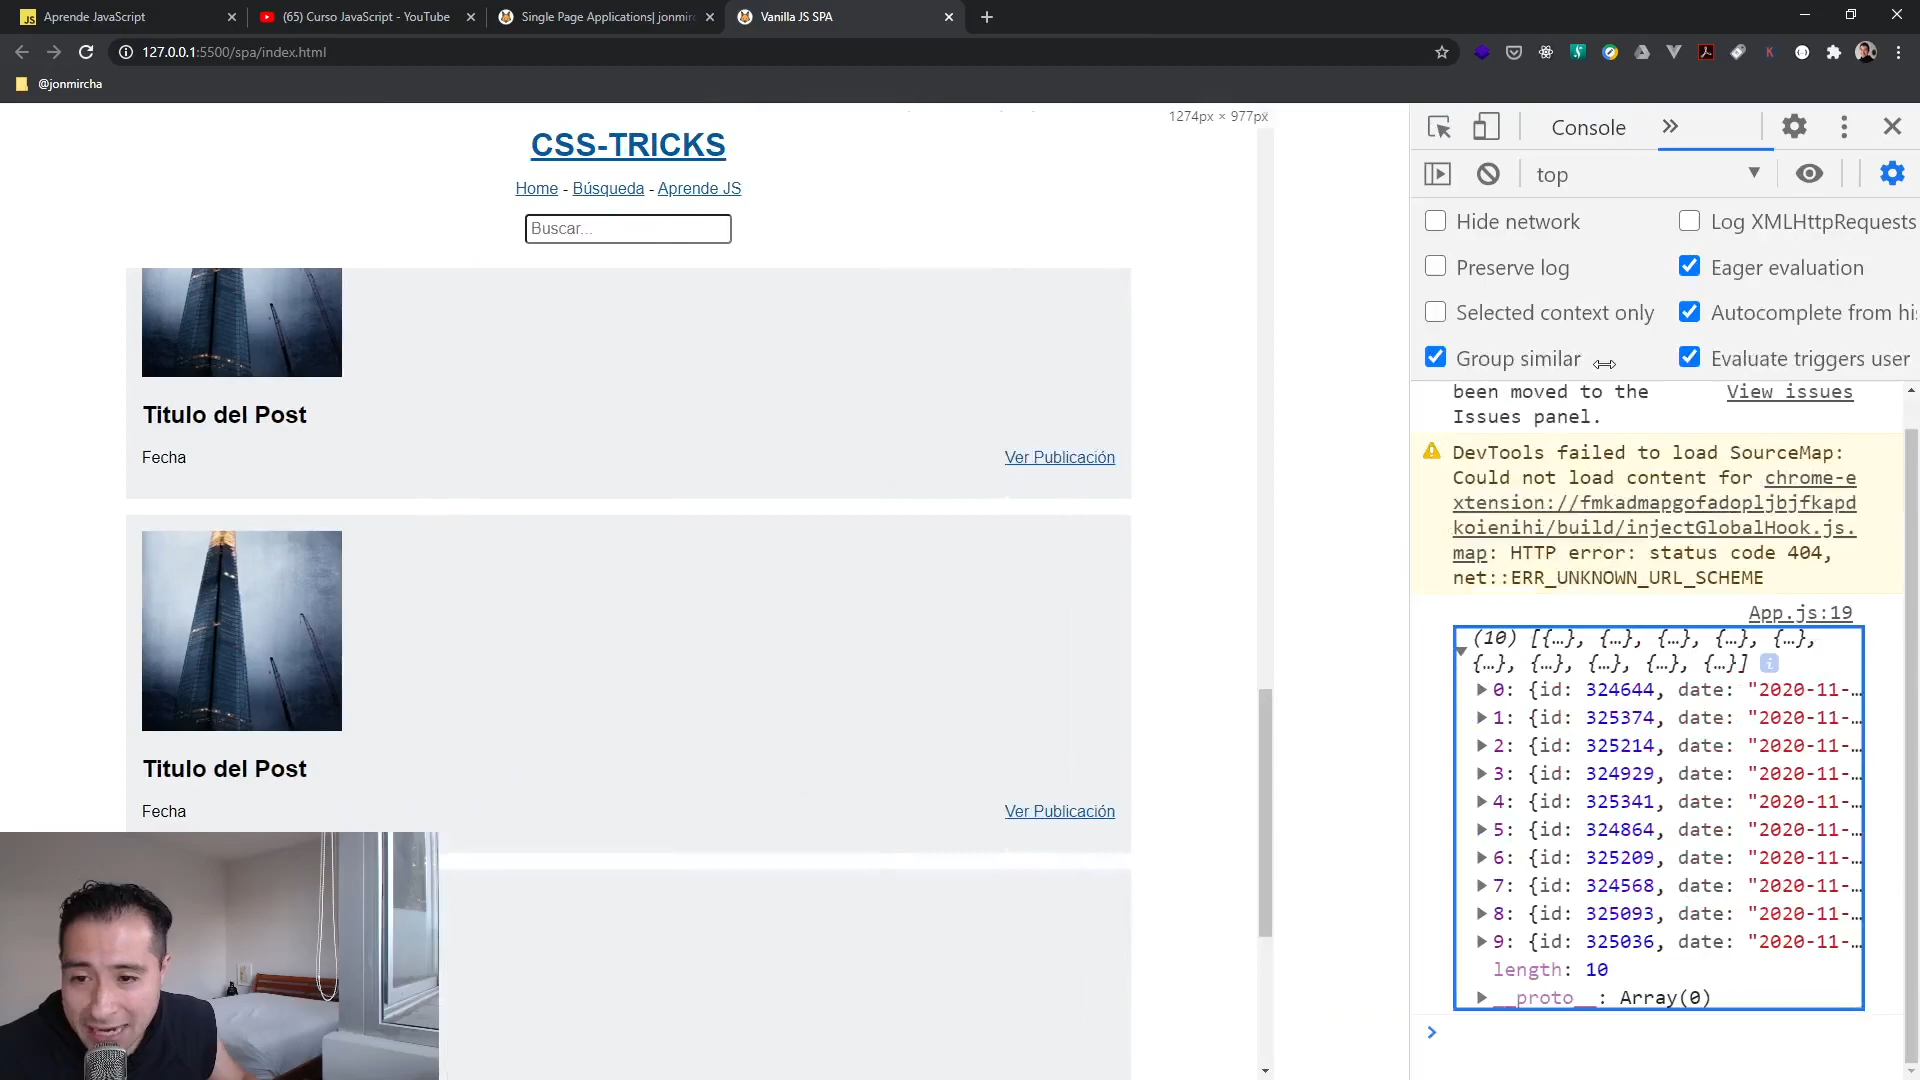 Aprende JavaScript
(65) Curso JavaScript - YouTube
Single Page Applications| jonmirc
Vanilla JS SPA
127.0.0.1:5500/spa/index.html
@jonmircha
1274px × 977px
CSS-TRICKS
Home - Búsqueda - Aprende JS
Buscar...
Titulo del Post
Fecha
Ver Publicación
Titulo del Post
Fecha
Ver Publicación
Console
top
Hide network
Log XMLHttpRequests
Preserve log
Eager evaluation
Selected context only
Autocomplete from hi
Group similar
Evaluate triggers user
been moved to the
View issues
Issues panel.
DevTools failed to load SourceMap:
Could not load content for chrome-e
xtension://fmkadmapgofadopljbjfkapd
koienihi/build/injectGlobalHook.js.
map: HTTP error: status code 404,
net::ERR_UNKNOWN_URL_SCHEME
App.js:19
(10) [{…}, {…}, {…}, {…}, {…},
{…}, {…}, {…}, {…}, {…}]
0: {id: 324644, date: "2020-11-…
1: {id: 325374, date: "2020-11-…
2: {id: 325214, date: "2020-11-…
3: {id: 324929, date: "2020-11-…
4: {id: 325341, date: "2020-11-…
5: {id: 324864, date: "2020-11-…
6: {id: 325209, date: "2020-11-…
7: {id: 324568, date: "2020-11-…
8: {id: 325093, date: "2020-11-…
9: {id: 325036, date: "2020-11-…
length: 10
__proto__: Array(0)